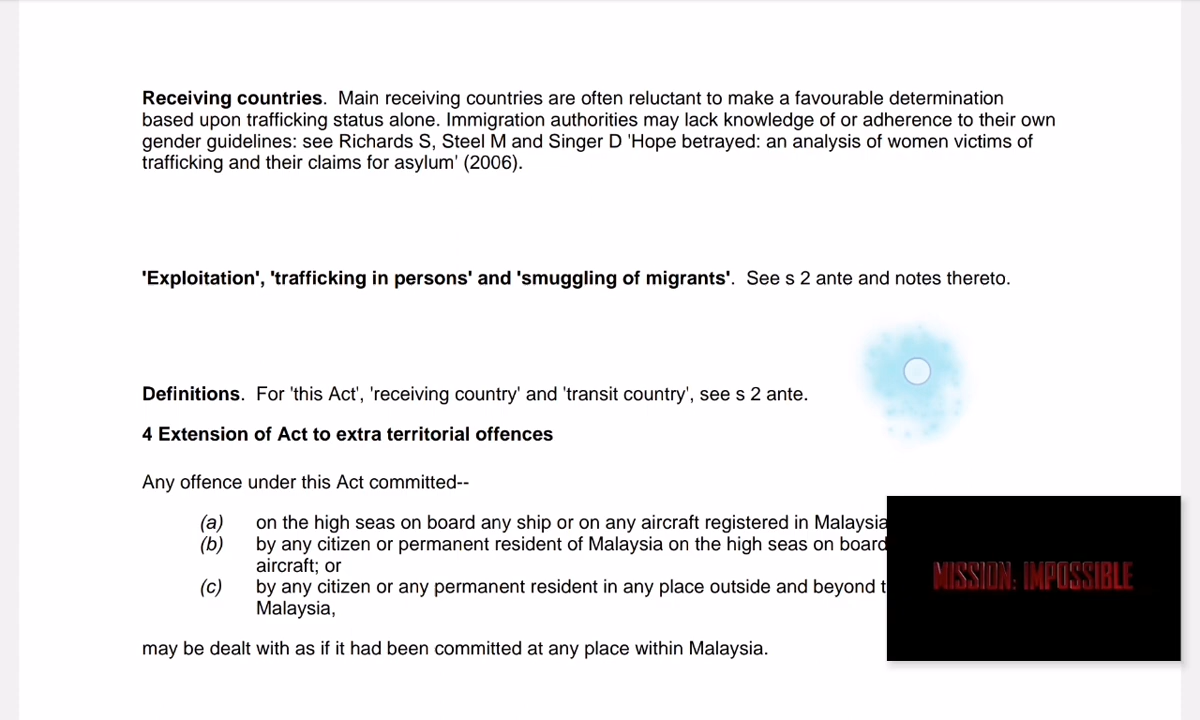 Receiving countries.  Main receiving countries are often reluctant to make a favourable determination
based upon trafficking status alone. Immigration authorities may lack knowledge of or adherence to their own
gender guidelines: see Richards S, Steel M and Singer D 'Hope betrayed: an analysis of women victims of
trafficking and their claims for asylum' (2006).
'Exploitation', 'trafficking in persons' and 'smuggling of migrants'.  See s 2 ante and notes thereto.
Definitions.  For 'this Act', 'receiving country' and 'transit country', see s 2 ante.
4 Extension of Act to extra territorial offences
Any offence under this Act committed--
(a) on the high seas on board any ship or on any aircraft registered in Malaysia
(b) by any citizen or permanent resident of Malaysia on the high seas on board
aircraft; or
(c) by any citizen or any permanent resident in any place outside and beyond
Malaysia,
MISSION: IMPOSSIBLE
may be dealt with as if it had been committed at any place within Malaysia.